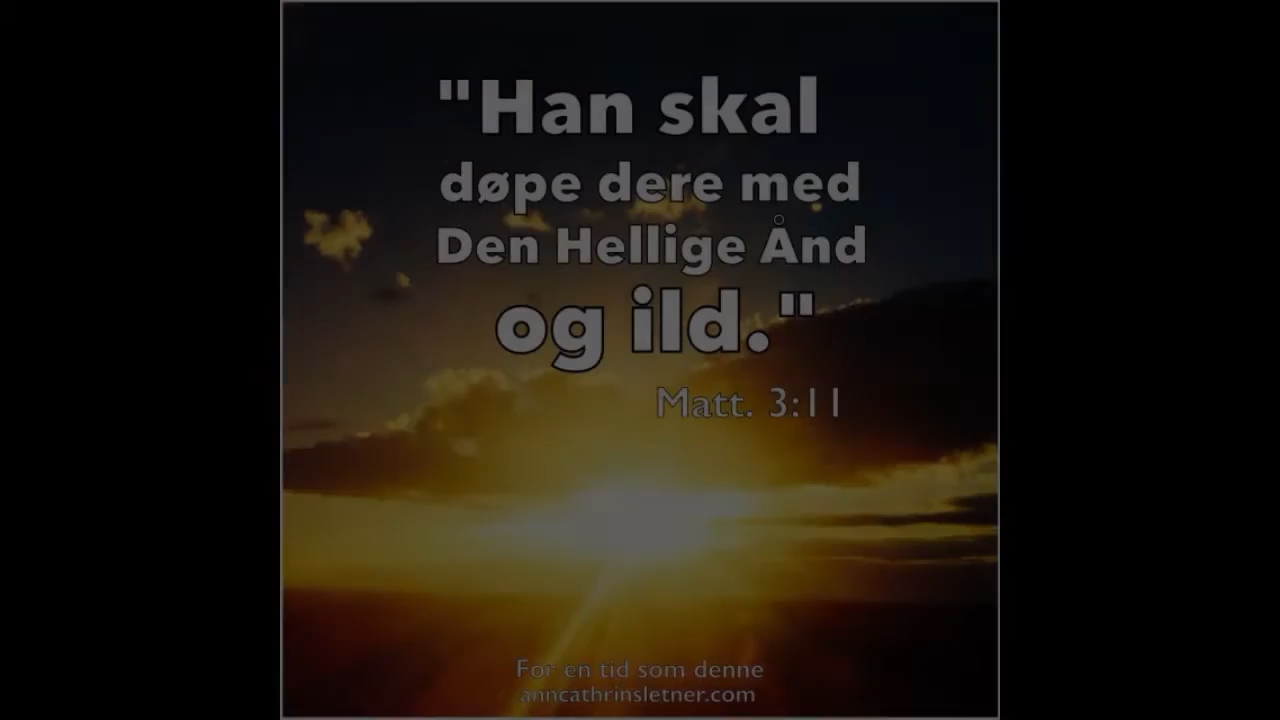 "Han skal
døpe dere med
Den Hellige Ånd
og ild."
Matt. 3:11
For en tid som denne
anncathrinsletner.com